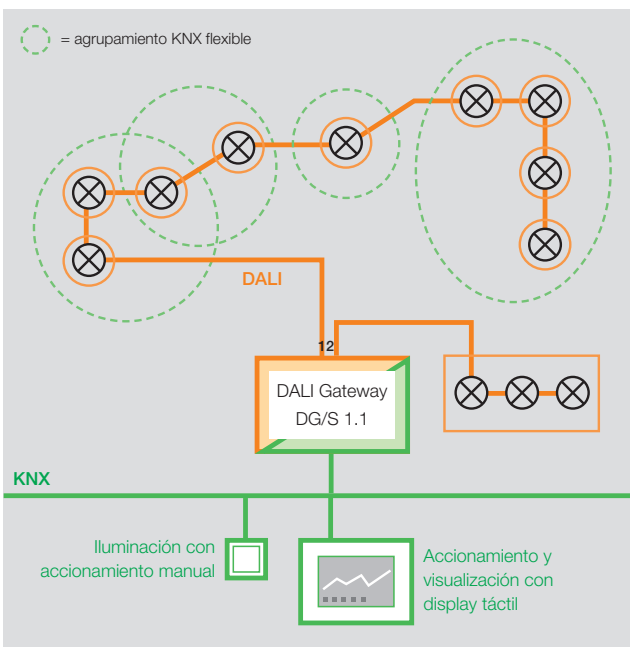 = agrupamiento KNX flexible
DALI
12
DALI Gateway
DG/S 1.1
KNX
Iluminación con
accionamiento manual
Accionamiento y
visualización con
display táctil